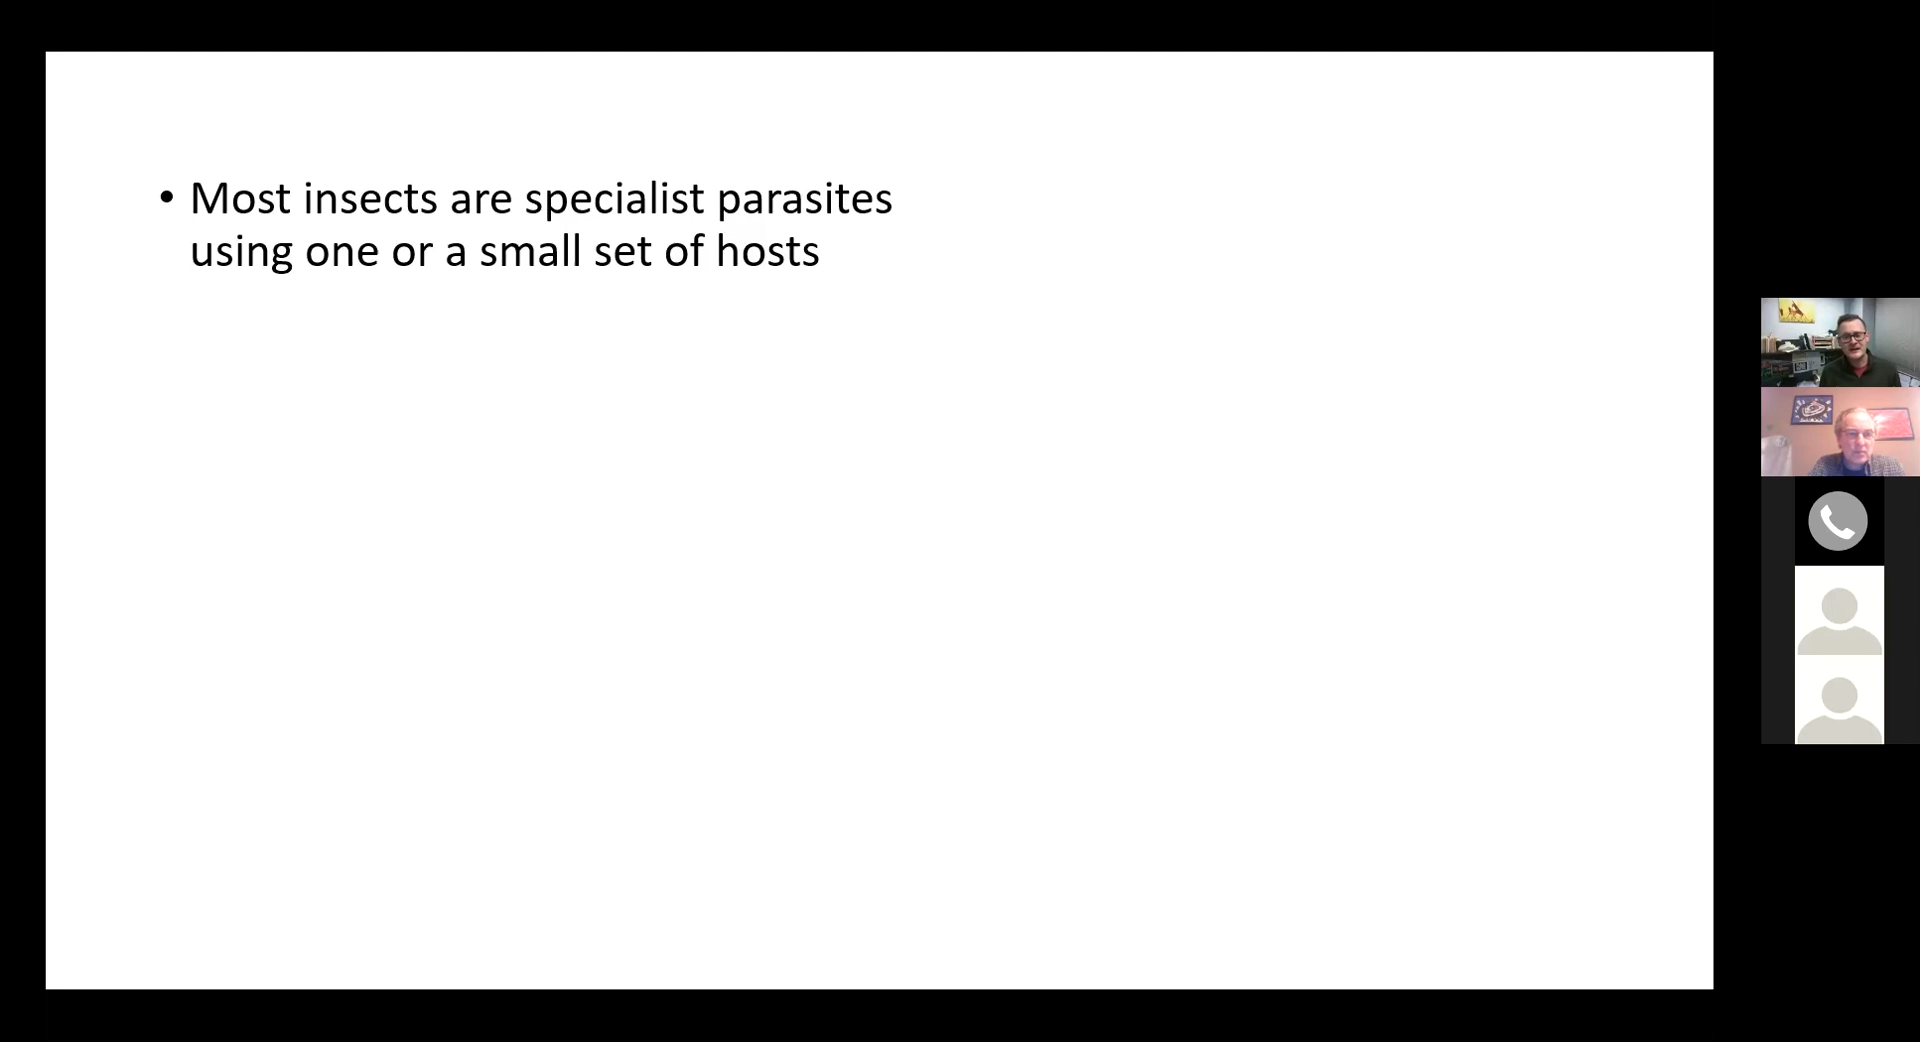 • Most insects are specialist parasites
using one or a small set of hosts